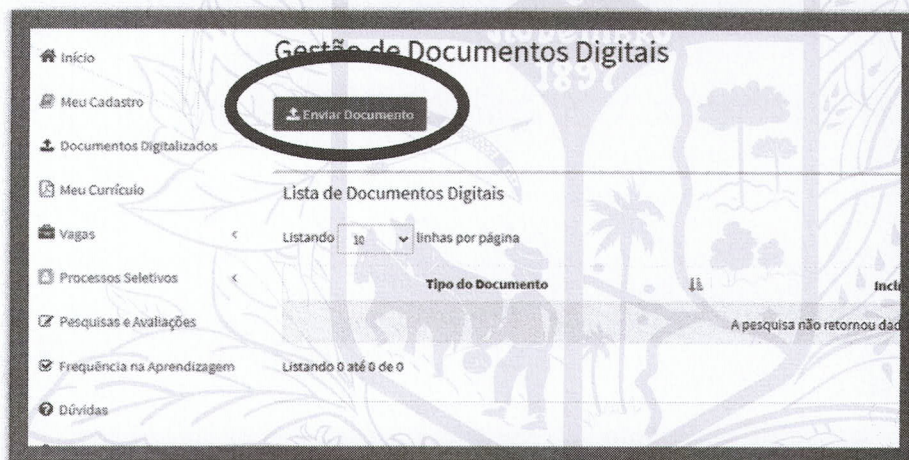 Gestão de Documentos Digitais
Início
Meu Cadastro
Documentos Digitalizados
Meu Currículo
Vagas
Processos Seletivos
Pesquisas e Avaliações
Frequência na Aprendizagem
Dúvidas
Enviar Documento
Lista de Documentos Digitais
Listando 10 linhas por página
Tipo do Documento
A pesquisa não retornou dad
Listando 0 até 0 de 0
1897